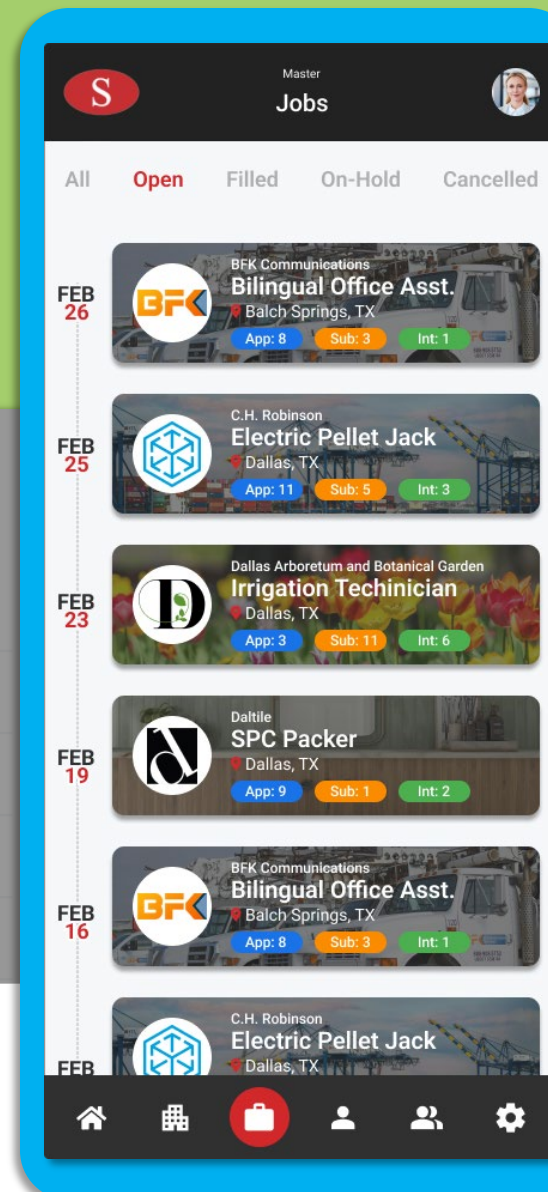 S
Master
Jobs
All Open Filled On-Hold Cancelled
FEB
26
BFK
BFK Communications
Bilingual Office Asst.
Balch Springs, TX
App: 8 Sub: 3 Int: 1
FEB
25
C.H. Robinson
Electric Pellet Jack
Dallas, TX
App: 11 Sub: 5 Int: 3
FEB
23
D
Dallas Arboretum and Botanical Garden
Irrigation Techinician
Dallas, TX
App: 3 Sub: 11 Int: 6
FEB
19
Daltile
SPC Packer
Dallas, TX
App: 9 Sub: 1 Int: 2
FEB
16
BFK
BFK Communications
Bilingual Office Asst.
Balch Springs, TX
App: 8 Sub: 3 Int: 1
FEB
C.H. Robinson
Electric Pellet Jack
Dallas, TX